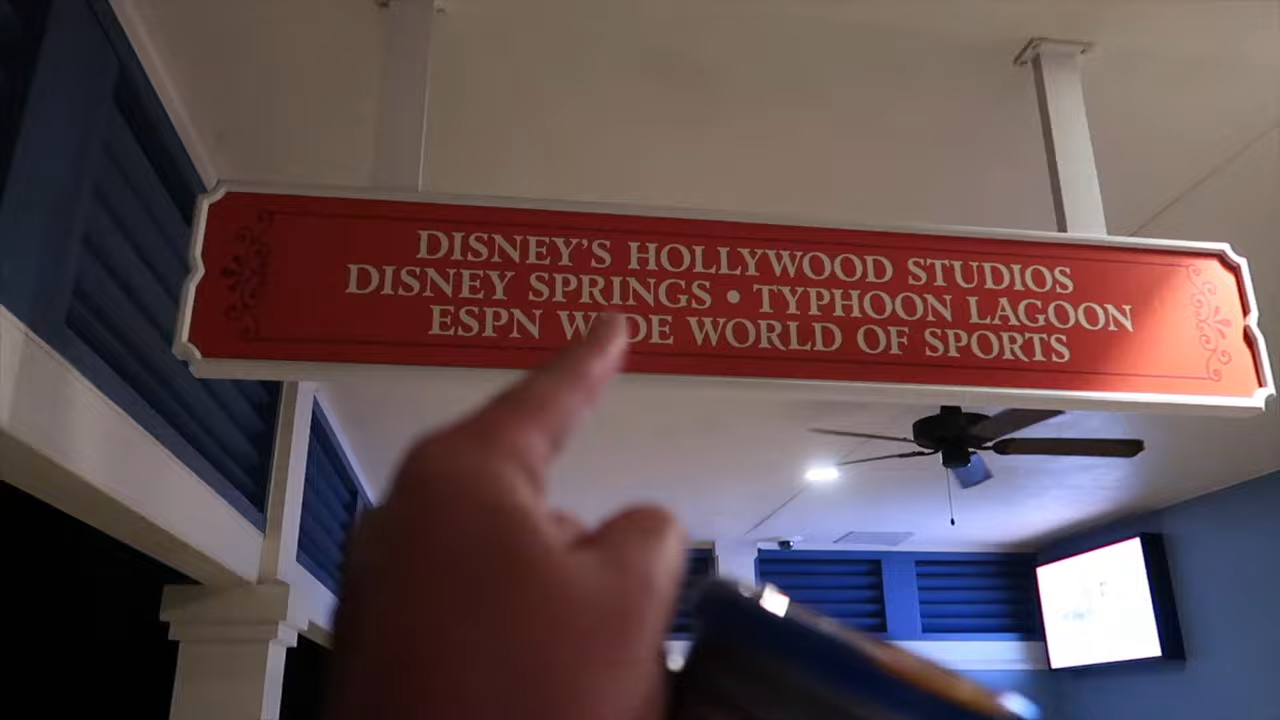 DISNEY'S HOLLYWOOD STUDIOS
DISNEY SPRINGS • TYPHOON LAGOON
ESPN WIDE WORLD OF SPORTS